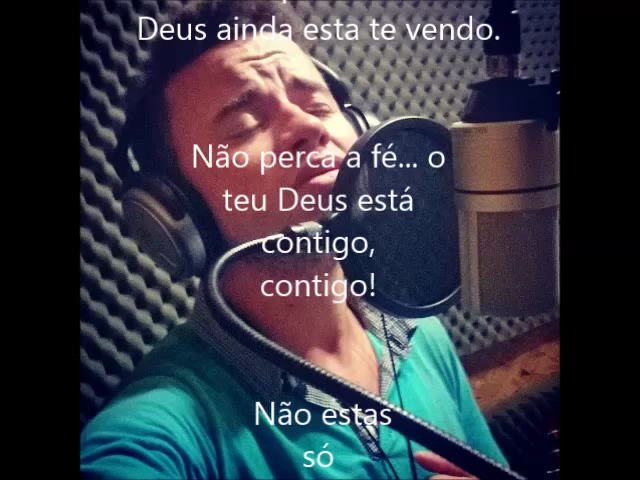 Deus ainda esta te vendo.
Não perca a fé... o
teu Deus está
contigo,
contigo!
Não estas
só